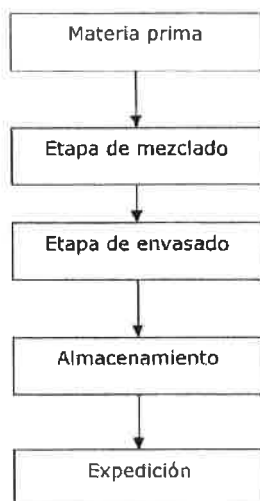 Materia prima
Etapa de mezclado
Etapa de envasado
Almacenamiento
Expedición